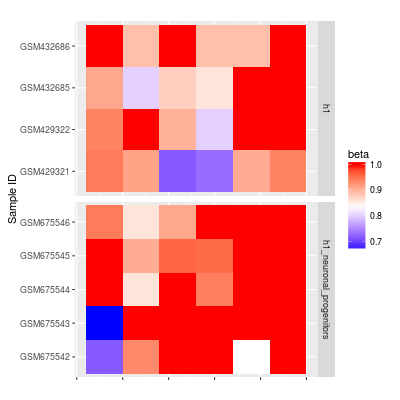 GSM432686
GSM432685
GSM429322
GSM429321
h1
GSM675546
GSM675545
GSM675544
GSM675543
GSM675542
h1_neuronal_progenitors
Sample ID
beta
1.0
0.9
0.8
0.7